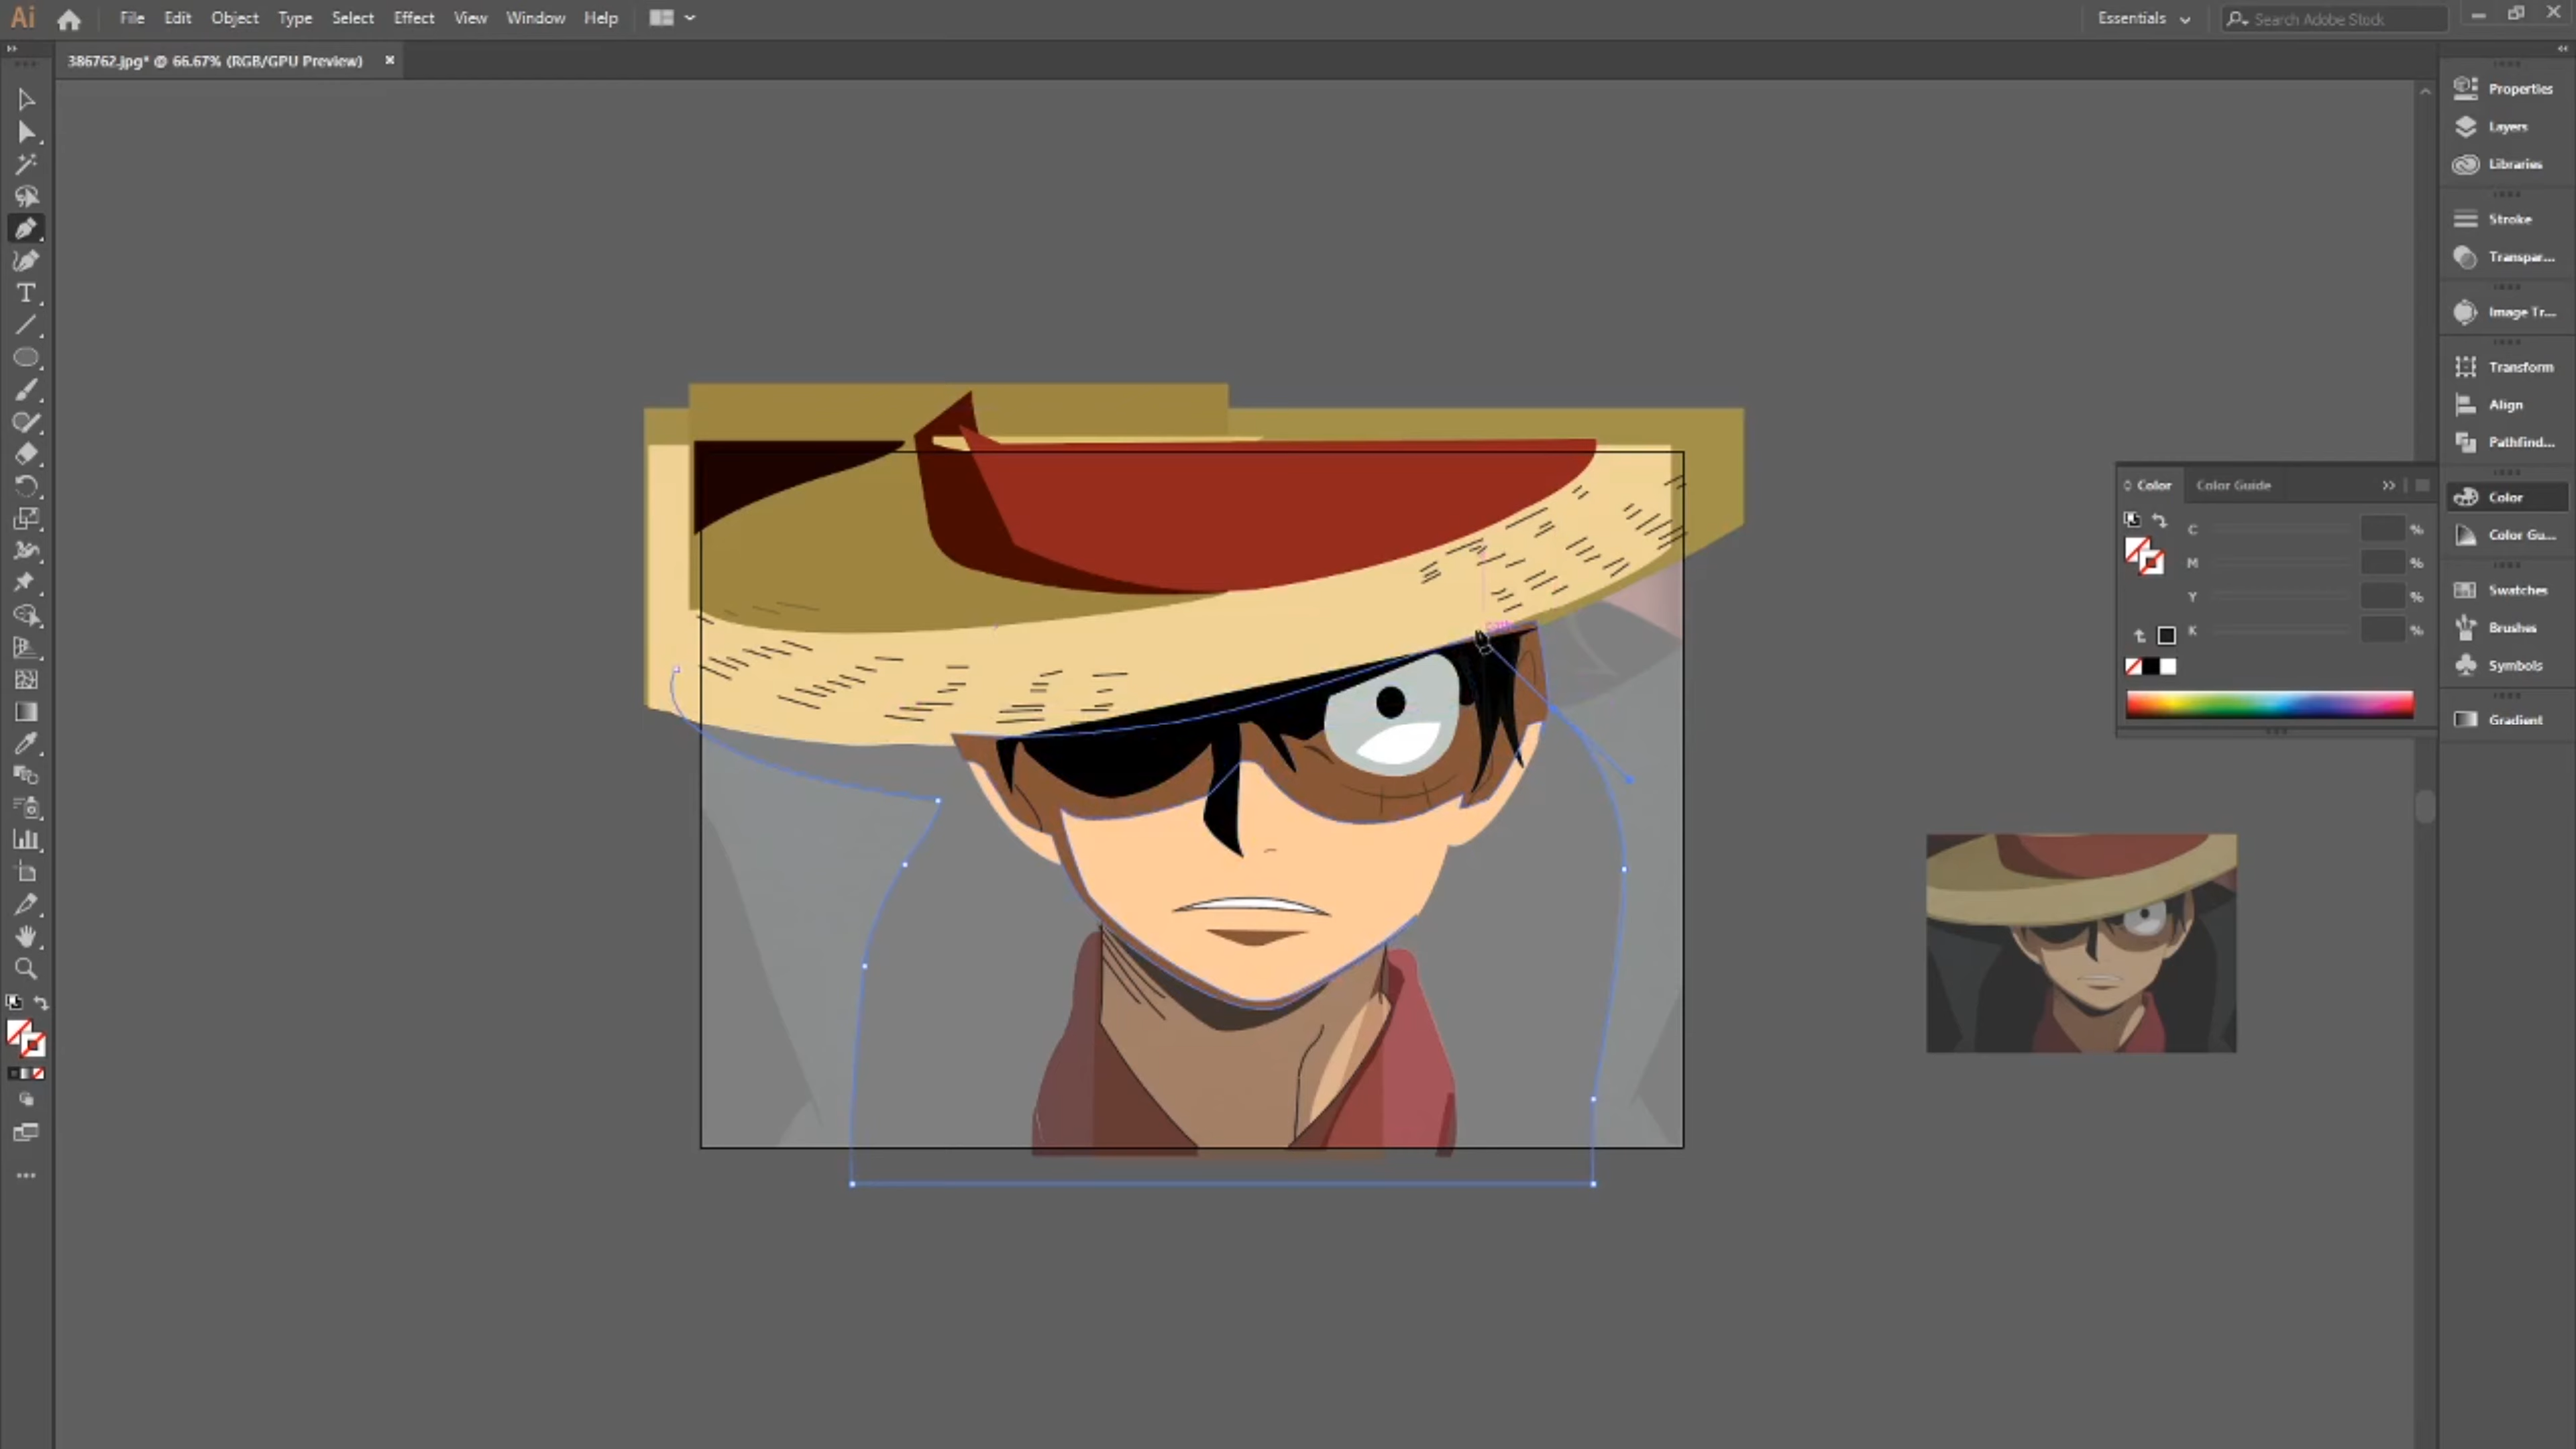 Ai File Edit Object Type Select Effect View Window Help Essentials Search Adobe Stock
386762.jpg* @ 66.67% (RGB/GPU Preview)
Properties
Layers
Libraries
Stroke
Transpar...
Image Tr...
Transform
Align
Pathfind...
Color
Color Gu...
Swatches
Brushes
Symbols
Gradient
Color Color Guide
C %
M %
Y %
K %